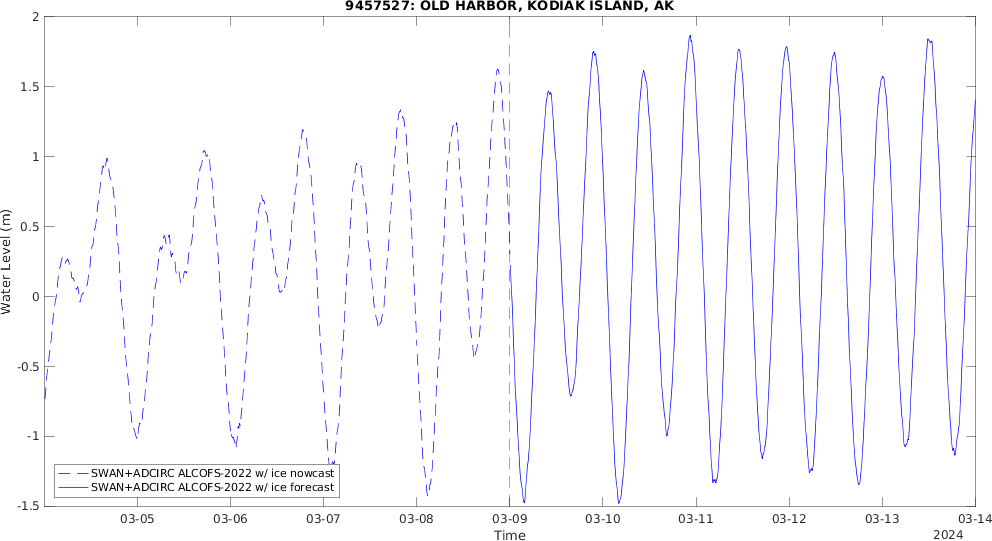 9457527: OLD HARBOR, KODIAK ISLAND, AK
2
1.5
1
0.5
0
-0.5
-1
-1.5
Water Level (m)
SWAN+ADCIRC ALCOFS-2022 w/ ice nowcast
SWAN+ADCIRC ALCOFS-2022 w/ ice forecast
03-05 03-06 03-07 03-08 03-09 03-10 03-11 03-12 03-13 03-14
Time
2024